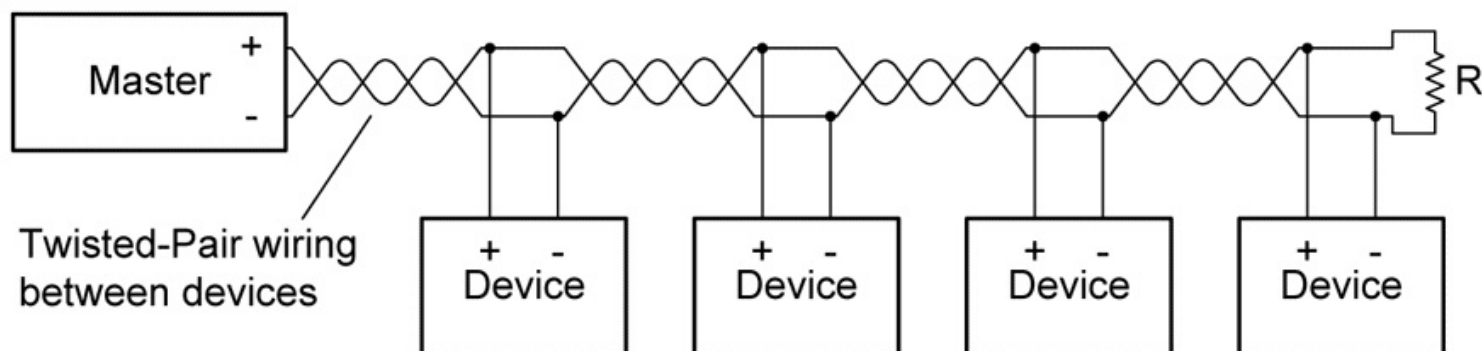 +
Master
-
R
Twisted-Pair wiring
between devices
+ -
Device
+ -
Device
+ -
Device
+ -
Device